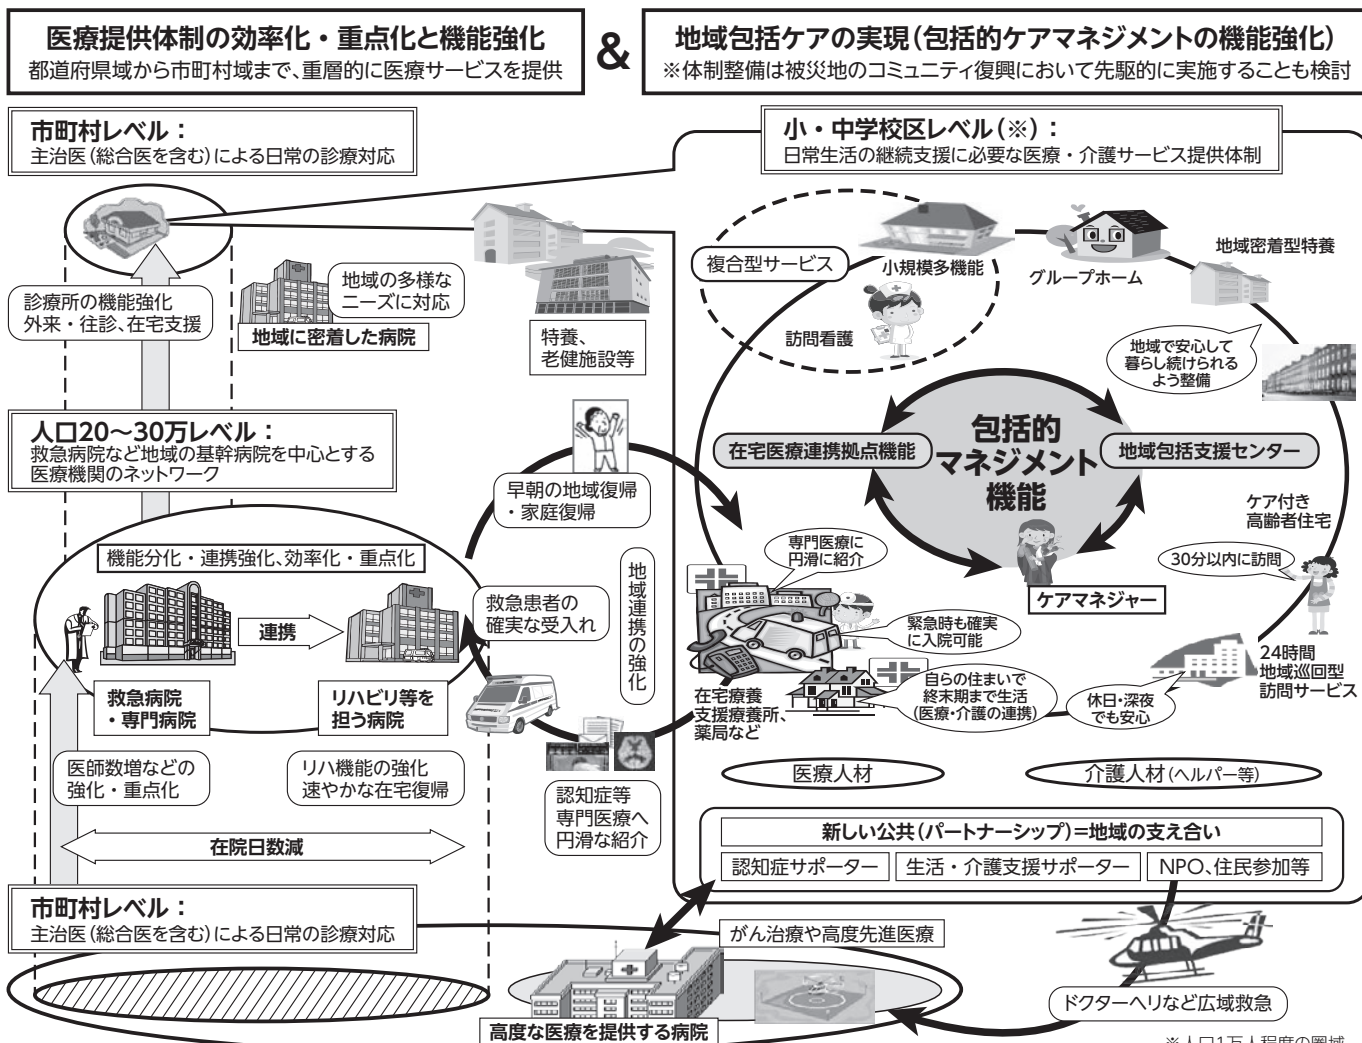 医療提供体制の効率化・重点化と機能強化
都道府県域から市町村域まで、重層的に医療サービスを提供
&
地域包括ケアの実現(包括的ケアマネジメントの機能強化)
※体制整備は被災地のコミュニティ復興において先駆的に実施することも検討
市町村レベル：
主治医(総合医を含む)による日常の診療対応
小・中学校区レベル(※)：
日常生活の継続支援に必要な医療・介護サービス提供体制
診療所の機能強化
外来・往診、在宅支援
地域の多様な
ニーズに対応
地域に密着した病院
特養、
老健施設等
複合型サービス
小規模多機能
訪問看護
グループホーム
地域密着型特養
地域で安心して
暮らし続けられる
よう整備
人口20〜30万レベル：
救急病院など地域の基幹病院を中心とする
医療機関のネットワーク
早朝の地域復帰
・家庭復帰
在宅医療連携拠点機能
包括的
マネジメント
機能
地域包括支援センター
ケアマネジャー
ケア付き
高齢者住宅
30分以内に訪問
24時間
地域巡回型
訪問サービス
休日・深夜
でも安心
専門医療に
円滑に紹介
緊急時も確実
に入院可能
自らの住まいで
終末期まで生活
(医療・介護の連携)
在宅療養
支援療養所、
薬局など
機能分化・連携強化、効率化・重点化
連携
救急病院
・専門病院
リハビリ等を
担う病院
救急患者の
確実な受入れ
地域連携の強化
医師数増などの
強化・重点化
リハ機能の強化
速やかな在宅復帰
認知症等
専門医療へ
円滑な紹介
在院日数減
医療人材
介護人材(ヘルパー等)
新しい公共(パートナーシップ)=地域の支え合い
認知症サポーター
生活・介護支援サポーター
NPO、住民参加等
市町村レベル：
主治医(総合医を含む)による日常の診療対応
がん治療や高度先進医療
高度な医療を提供する病院
ドクターヘリなど広域救急
※人口1万人程度の圏域